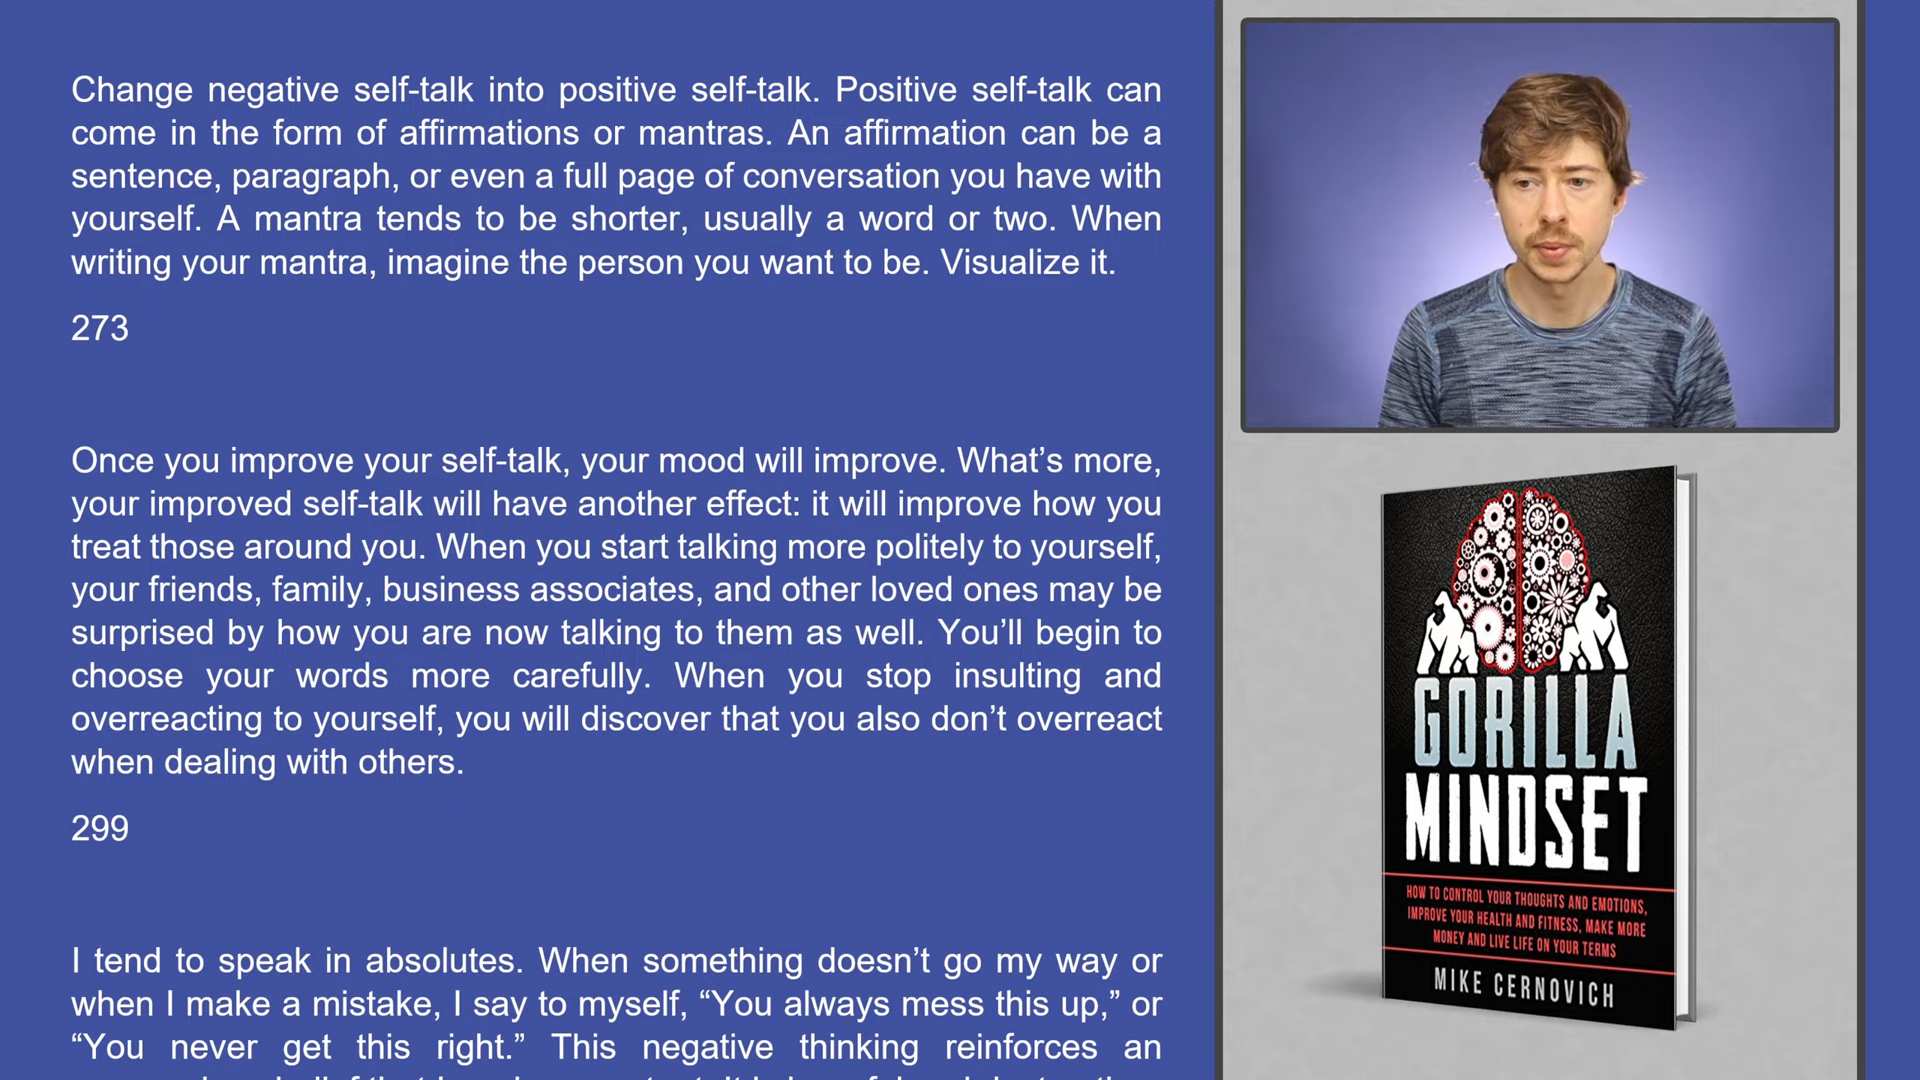 Change negative self-talk into positive self-talk. Positive self-talk can
come in the form of affirmations or mantras. An affirmation can be a
sentence, paragraph, or even a full page of conversation you have with
yourself. A mantra tends to be shorter, usually a word or two. When
writing your mantra, imagine the person you want to be. Visualize it.
273
Once you improve your self-talk, your mood will improve. What’s more,
your improved self-talk will have another effect: it will improve how you
treat those around you. When you start talking more politely to yourself,
your friends, family, business associates, and other loved ones may be
surprised by how you are now talking to them as well. You’ll begin to
choose your words more carefully. When you stop insulting and
overreacting to yourself, you will discover that you also don’t overreact
when dealing with others.
299
I tend to speak in absolutes. When something doesn’t go my way or
when I make a mistake, I say to myself, “You always mess this up,” or
“You never get this right.” This negative thinking reinforces an
GORILLA
MINDSET
HOW TO CONTROL YOUR THOUGHTS AND EMOTIONS,
IMPROVE YOUR HEALTH AND FITNESS, MAKE MORE
MONEY AND LIVE LIFE ON YOUR TERMS
MIKE CERNOVICH